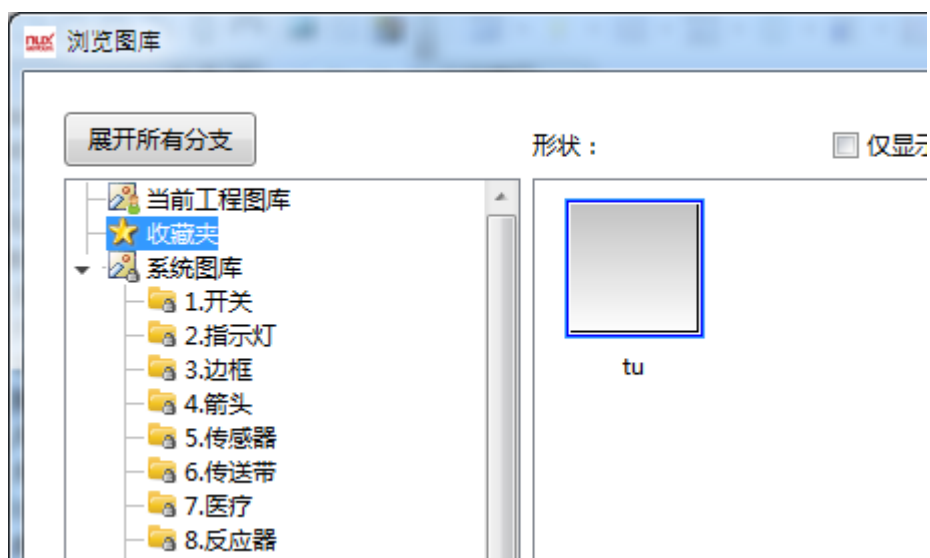 nux 浏览图库
展开所有分支
形状：
仅显示
当前工程图库
收藏夹
系统图库
1.开关
2.指示灯
3.边框
4.箭头
5.传感器
6.传送带
7.医疗
8.反应器
tu